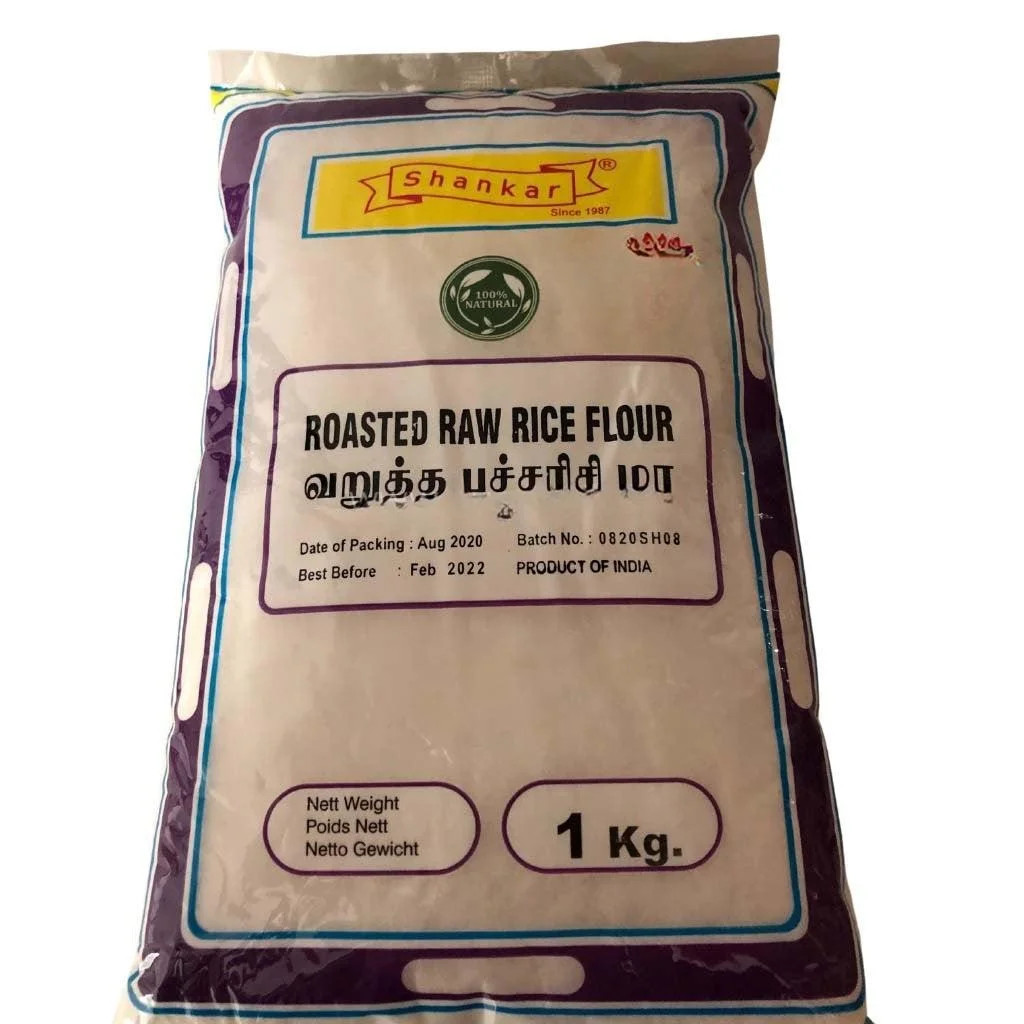 Shankar ®
Since 1987
100%
NATURAL
ROASTED RAW RICE FLOUR
வறுத்த பச்சரிசி மா
Date of Packing : Aug 2020 Batch No. : 0820SH08
Best Before : Feb 2022 PRODUCT OF INDIA
Nett Weight
Poids Nett
Netto Gewicht
1 Kg.